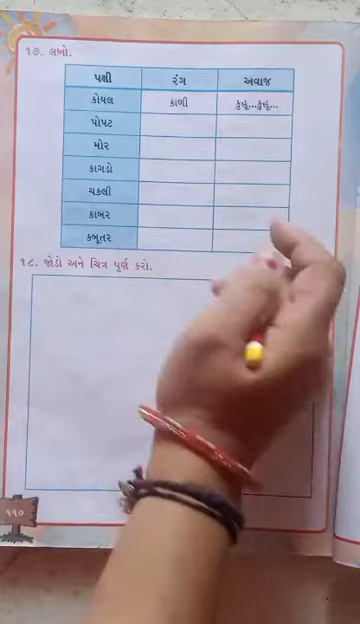 ૧૭. લખો.
પક્ષી રંગ અવાજ
કોયલ કાળી કુહૂ...કુહૂ...
પોપટ
મોર
કાગડો
ચકલી
કાબર
કબૂતર
૧૮. જોડો અને ચિત્ર પૂર્ણ કરો.
૧૧૦